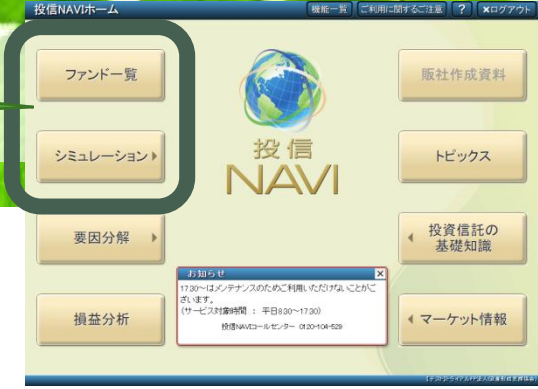 投信NAVIホーム
機能一覧 ご利用に関するご注意 ? ×ログアウト
ファンド一覧
シミュレーション
要因分解
損益分析
投信
NAVI
販社作成資料
トピックス
投資信託の
基礎知識
マーケット情報
お知らせ
17:30～はメンテナンスのためご利用いただけないことがご
ざいます。
(サービス対象時間 ： 平日8:30～17:30)
投信NAVIコールセンター 0120-104-529